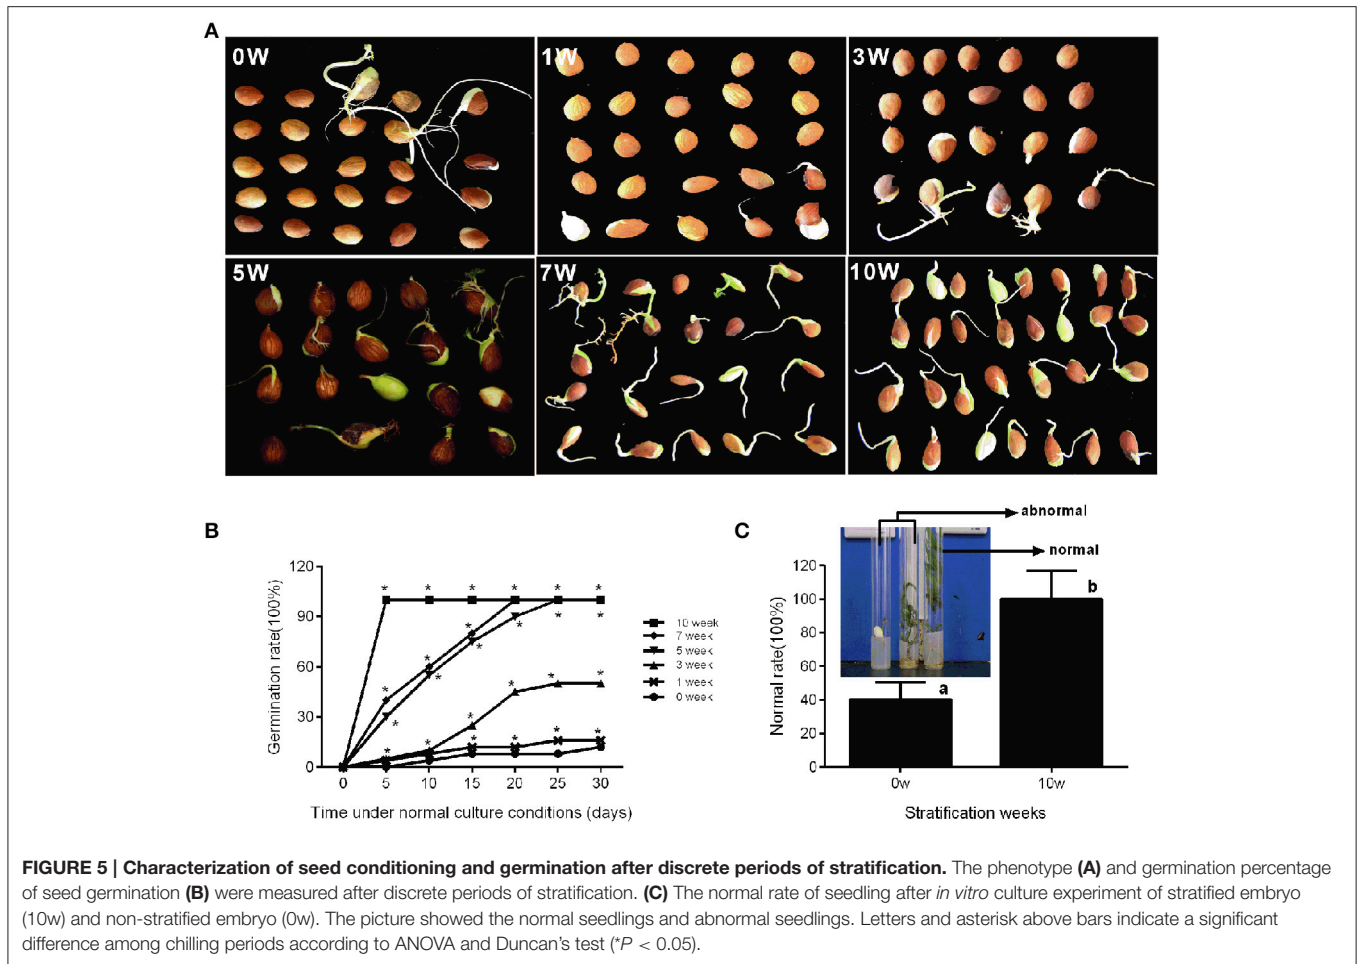 A
0W
1W
3W
5W
7W
10W
B
Germination rate(100%)
120
90
60
30
0
0 5 10 15 20 25 30
Time under normal culture conditions (days)
* * * * * *
* * * *
* * * * * *
* * * * * *
* * * *
10 week
7 week
5 week
3 week
1 week
0 week
C
abnormal
normal
Normal rate(100%)
120
100
80
60
40
20
0
a
b
0w 10w
Stratification weeks
FIGURE 5 | Characterization of seed conditioning and germination after discrete periods of stratification. The phenotype (A) and germination percentage
of seed germination (B) were measured after discrete periods of stratification. (C) The normal rate of seedling after in vitro culture experiment of stratified embryo
(10w) and non-stratified embryo (0w). The picture showed the normal seedlings and abnormal seedlings. Letters and asterisk above bars indicate a significant
difference among chilling periods according to ANOVA and Duncan's test (*P < 0.05).